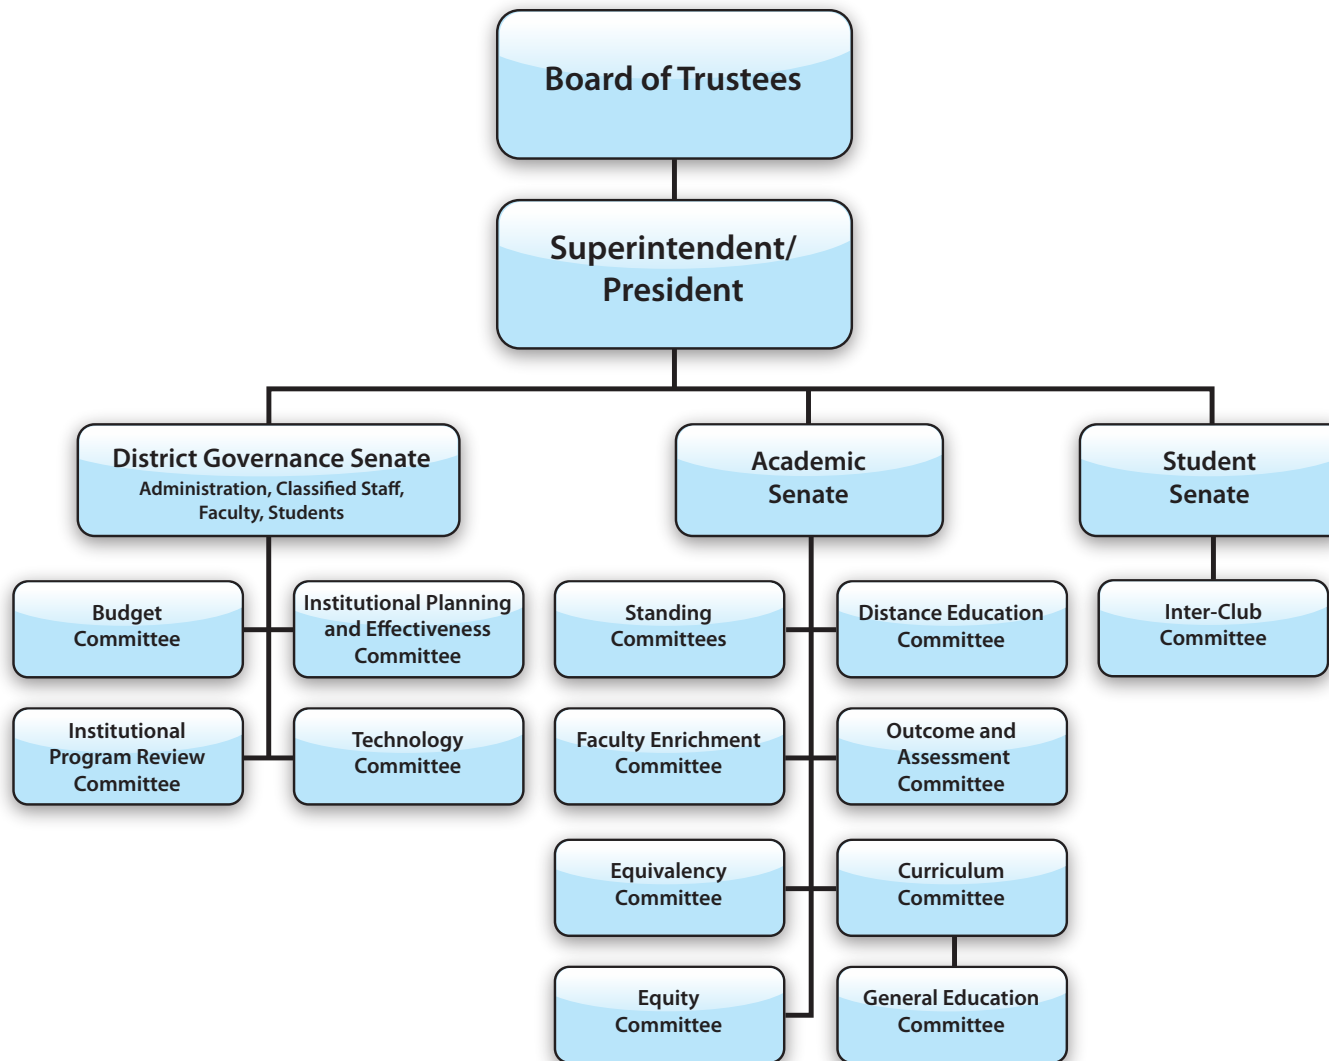 Board of Trustees
Superintendent/
President
District Governance Senate
Administration, Classified Staff,
Faculty, Students
Academic
Senate
Student
Senate
Budget
Committee
Institutional Planning
and Effectiveness
Committee
Standing
Committees
Distance Education
Committee
Inter-Club
Committee
Institutional
Program Review
Committee
Technology
Committee
Faculty Enrichment
Committee
Outcome and
Assessment
Committee
Equivalency
Committee
Curriculum
Committee
Equity
Committee
General Education
Committee